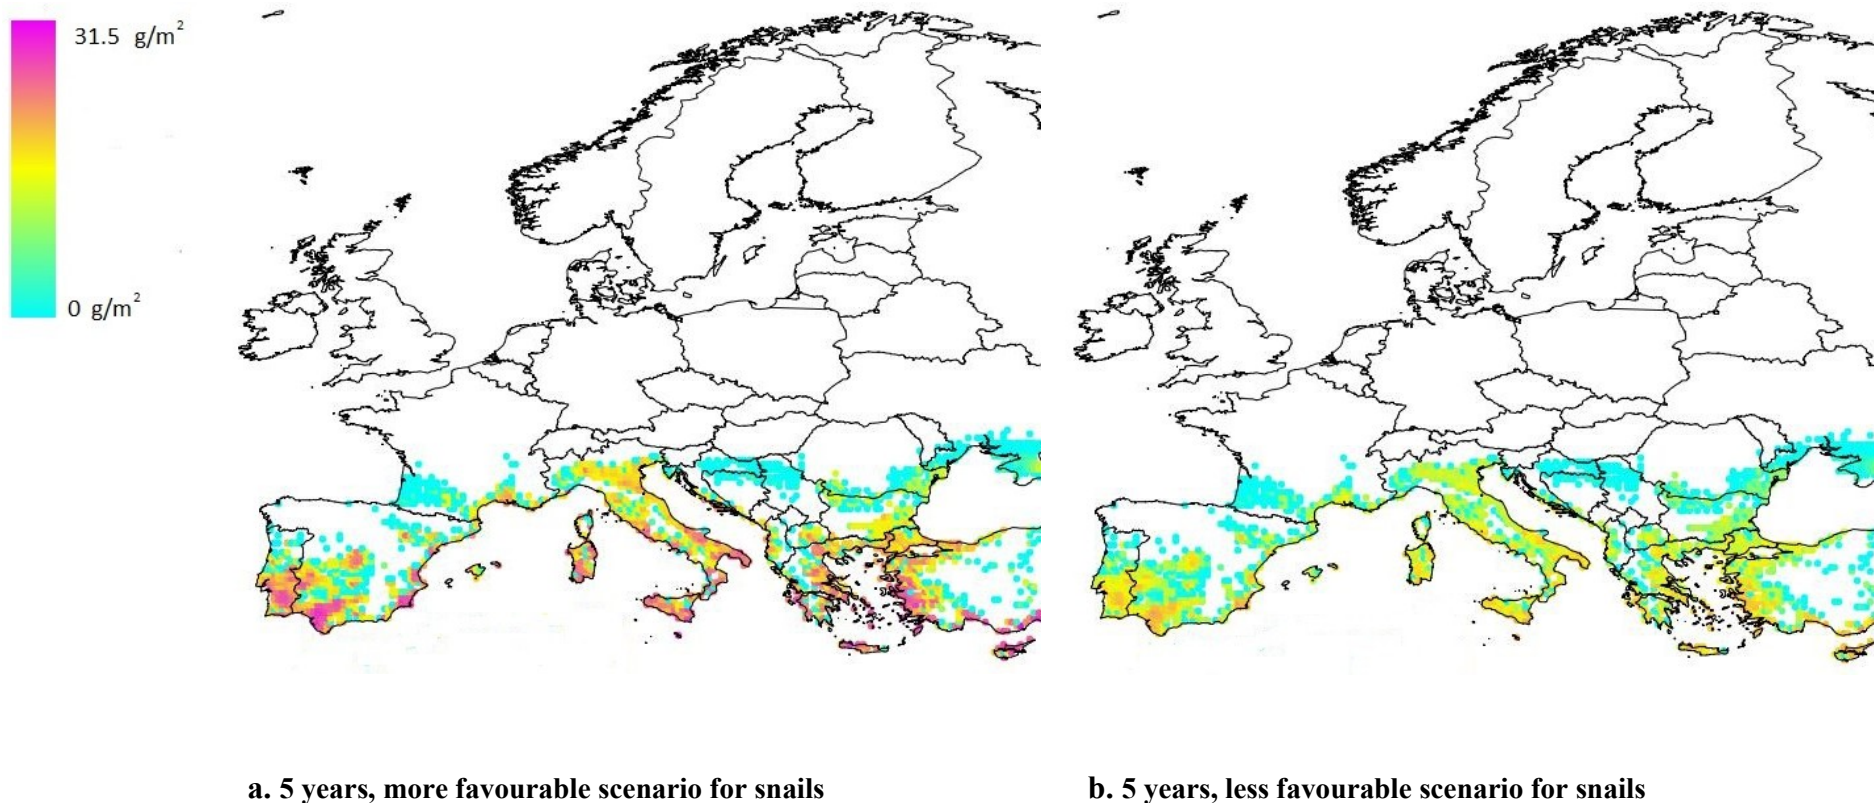 31.5 g/m²
0 g/m²
a. 5 years, more favourable scenario for snails
b. 5 years, less favourable scenario for snails